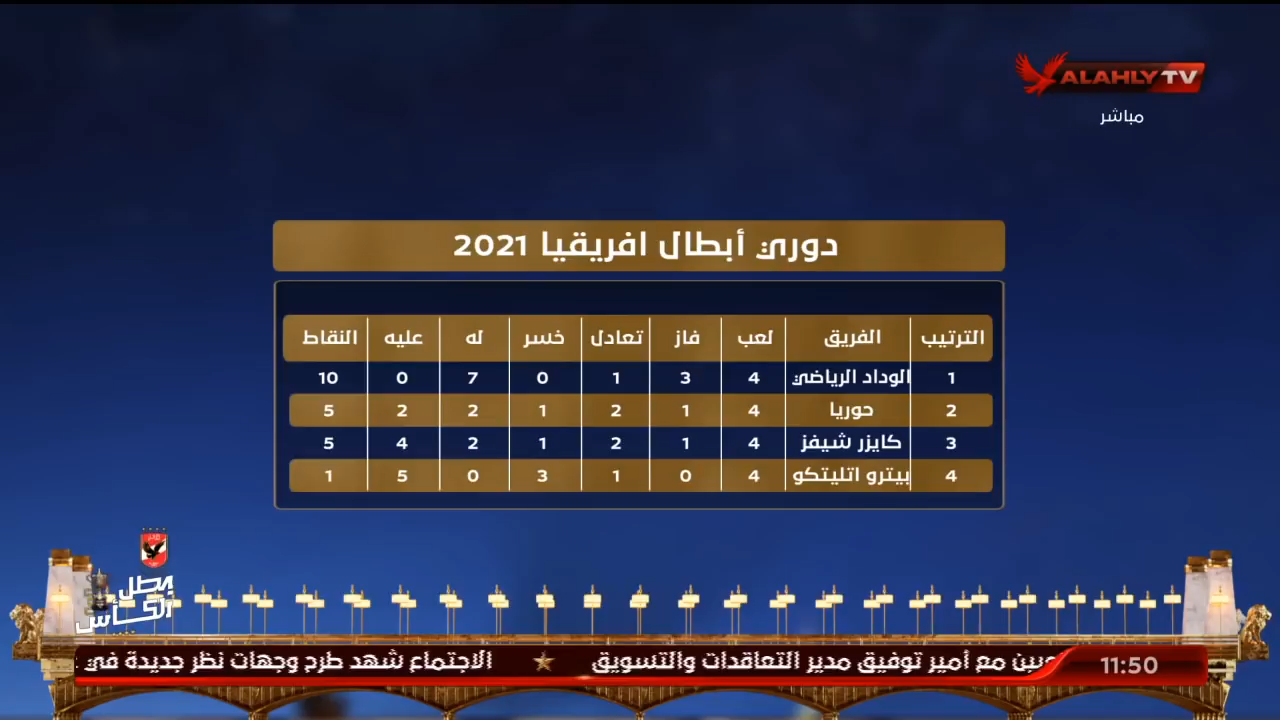 ALAHLY TV
مباشر
دوري أبطال افريقيا 2021
الترتيب الفريق لعب فاز تعادل خسر له عليه النقاط
1 الوداد الرياضي 4 3 1 0 7 0 10
2 حوريا 4 1 2 1 2 2 5
3 كايزر شيفز 4 1 2 1 2 4 5
4 بيترو اتليتكو 4 0 1 3 0 5 1
بطل
الكأس
11:50
مع أمير توفيق مدير التعاقدات والتسويق ★ الاجتماع شهد طرح وجهات نظر جديدة في